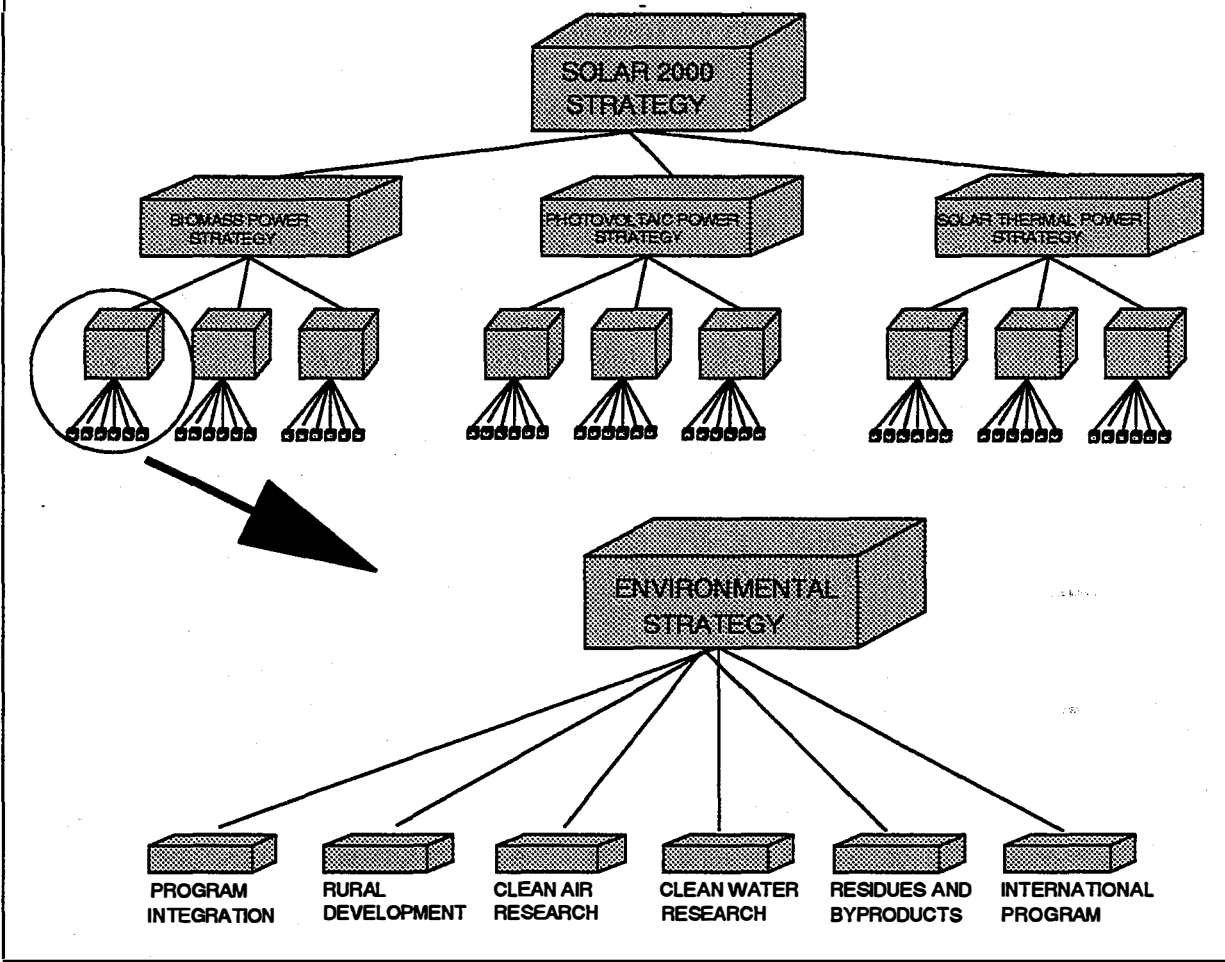 SOLAR 2000
STRATEGY
BIOMASS POWER
STRATEGY
PHOTOVOLTAIC POWER
STRATEGY
SOLAR THERMAL POWER
STRATEGY
ENVIRONMENTAL
STRATEGY
PROGRAM
INTEGRATION
RURAL
DEVELOPMENT
CLEAN AIR
RESEARCH
CLEAN WATER
RESEARCH
RESIDUES AND
BYPRODUCTS
INTERNATIONAL
PROGRAM